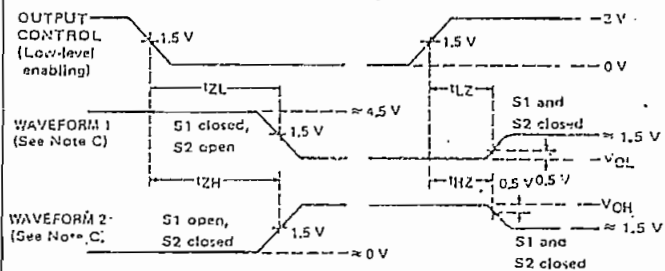 OUTPUT
CONTROL
(Low-level
enabling)
1.5 V
1.5 V
3 V
0 V
tZL
tLZ
WAVEFORM 1
(See Note C)
S1 closed,
S2 open
≈ 4.5 V
1.5 V
S1 and
S2 closed
≈ 1.5 V
VOL
0.5 V
tZH
tHZ
0.5 V
WAVEFORM 2
(See Note C)
S1 open,
S2 closed
1.5 V
≈ 0 V
VOH
≈ 1.5 V
S1 and
S2 closed